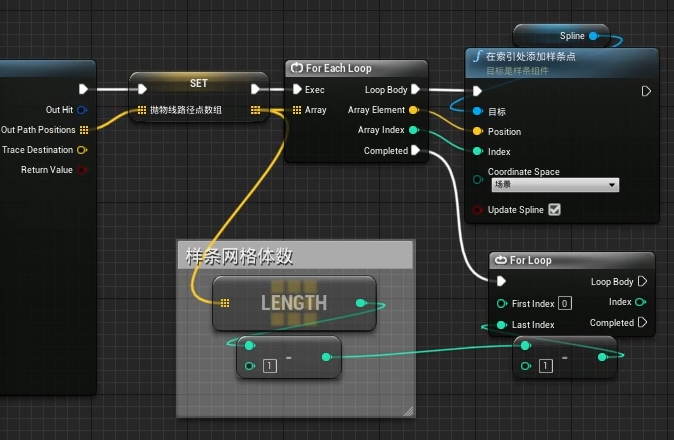 Spline
在索引处添加样条点
目标是样条组件
SET
For Each Loop
Exec
Loop Body
Out Hit
抛物线路径点数组
Array
Array Element
目标
Out Path Positions
Array Index
Position
Trace Destination
Completed
Index
Return Value
Coordinate Space
场景
Update Spline
样条网格体数
For Loop
Loop Body
LENGTH
First Index
0
Index
Last Index
Completed
1
-
1
-